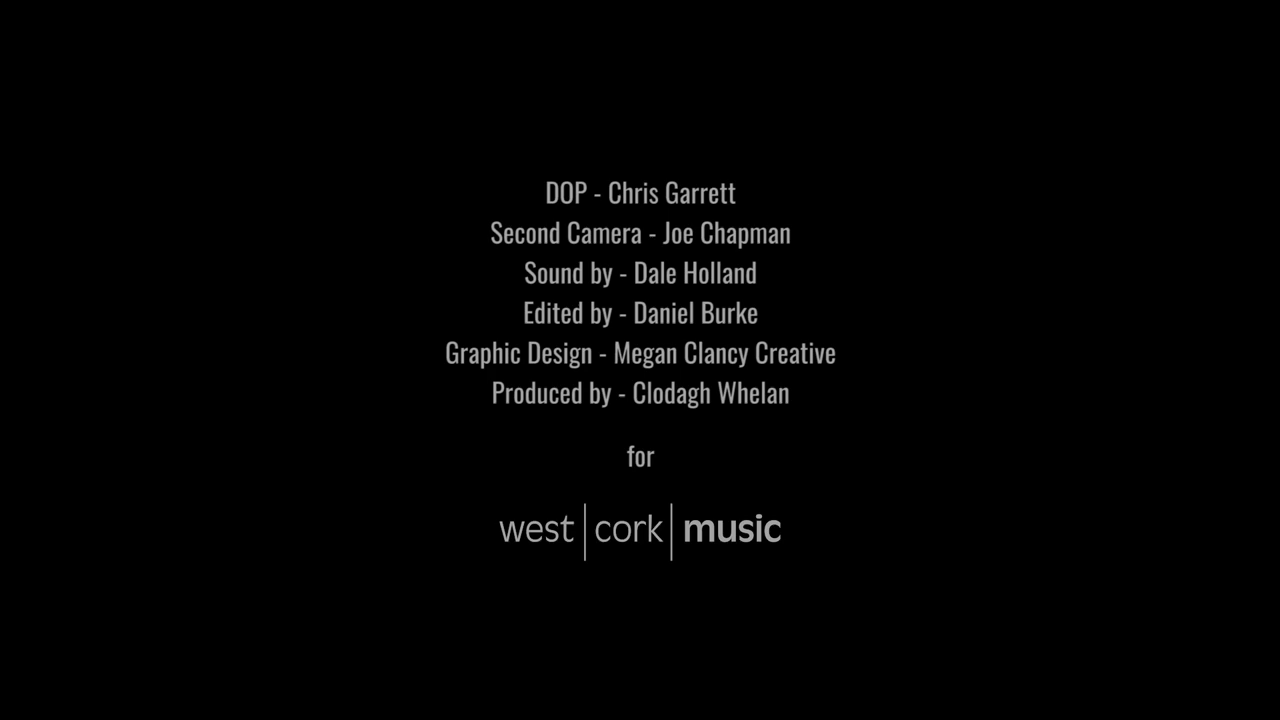 DOP - Chris Garrett
Second Camera - Joe Chapman
Sound by - Dale Holland
Edited by - Daniel Burke
Graphic Design - Megan Clancy Creative
Produced by - Clodagh Whelan
for
west|cork|music